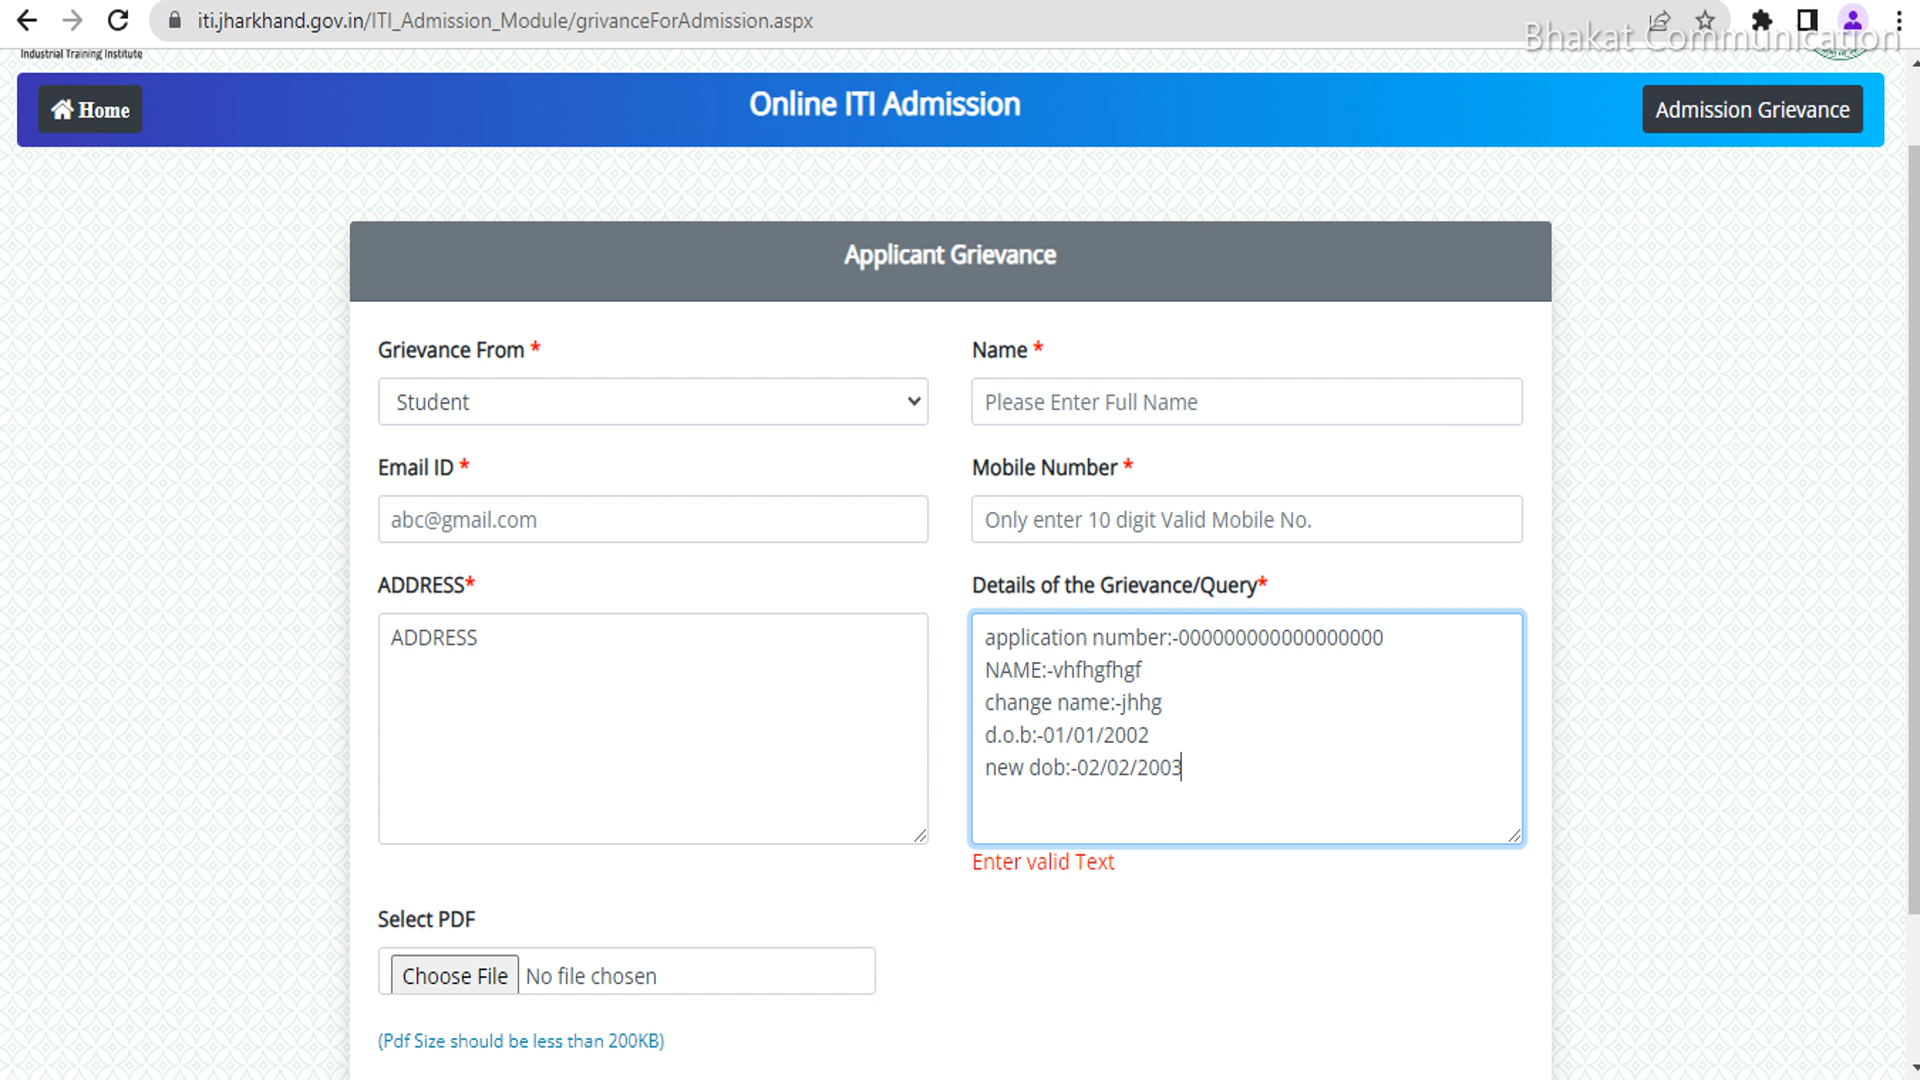 iti.jharkhand.gov.in/ITI_Admission_Module/grivanceForAdmission.aspx
Bhakat Communication
Industrial Training Institute
Home
Online ITI Admission
Admission Grievance
Applicant Grievance
Grievance From *
Name *
Student
Please Enter Full Name
Email ID *
Mobile Number *
abc@gmail.com
Only enter 10 digit Valid Mobile No.
ADDRESS*
Details of the Grievance/Query*
ADDRESS
application number:-000000000000000000
NAME:-vhfhgfhgf
change name:-jhhg
d.o.b:-01/01/2002
new dob:-02/02/2003
Enter valid Text
Select PDF
Choose File No file chosen
(Pdf Size should be less than 200KB)